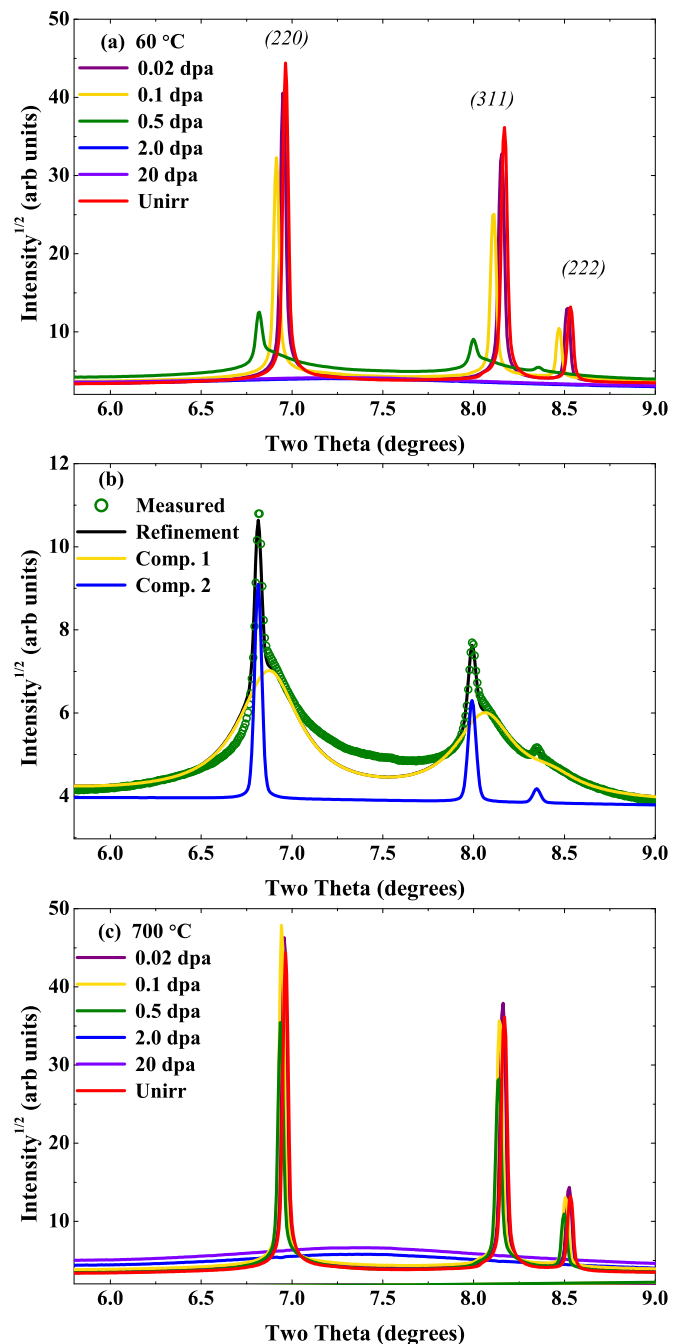 (a) 60 °C
(220)
(311)
(222)
0.02 dpa
0.1 dpa
0.5 dpa
2.0 dpa
20 dpa
Unirr
50
40
30
20
10
Intensity^1/2 (arb units)
6.0 6.5 7.0 7.5 8.0 8.5 9.0
Two Theta (degrees)
(b)
Measured
Refinement
Comp. 1
Comp. 2
12
10
8
6
4
Intensity^1/2 (arb units)
6.0 6.5 7.0 7.5 8.0 8.5 9.0
Two Theta (degrees)
(c) 700 °C
0.02 dpa
0.1 dpa
0.5 dpa
2.0 dpa
20 dpa
Unirr
50
40
30
20
10
Intensity^1/2 (arb units)
6.0 6.5 7.0 7.5 8.0 8.5 9.0
Two Theta (degrees)